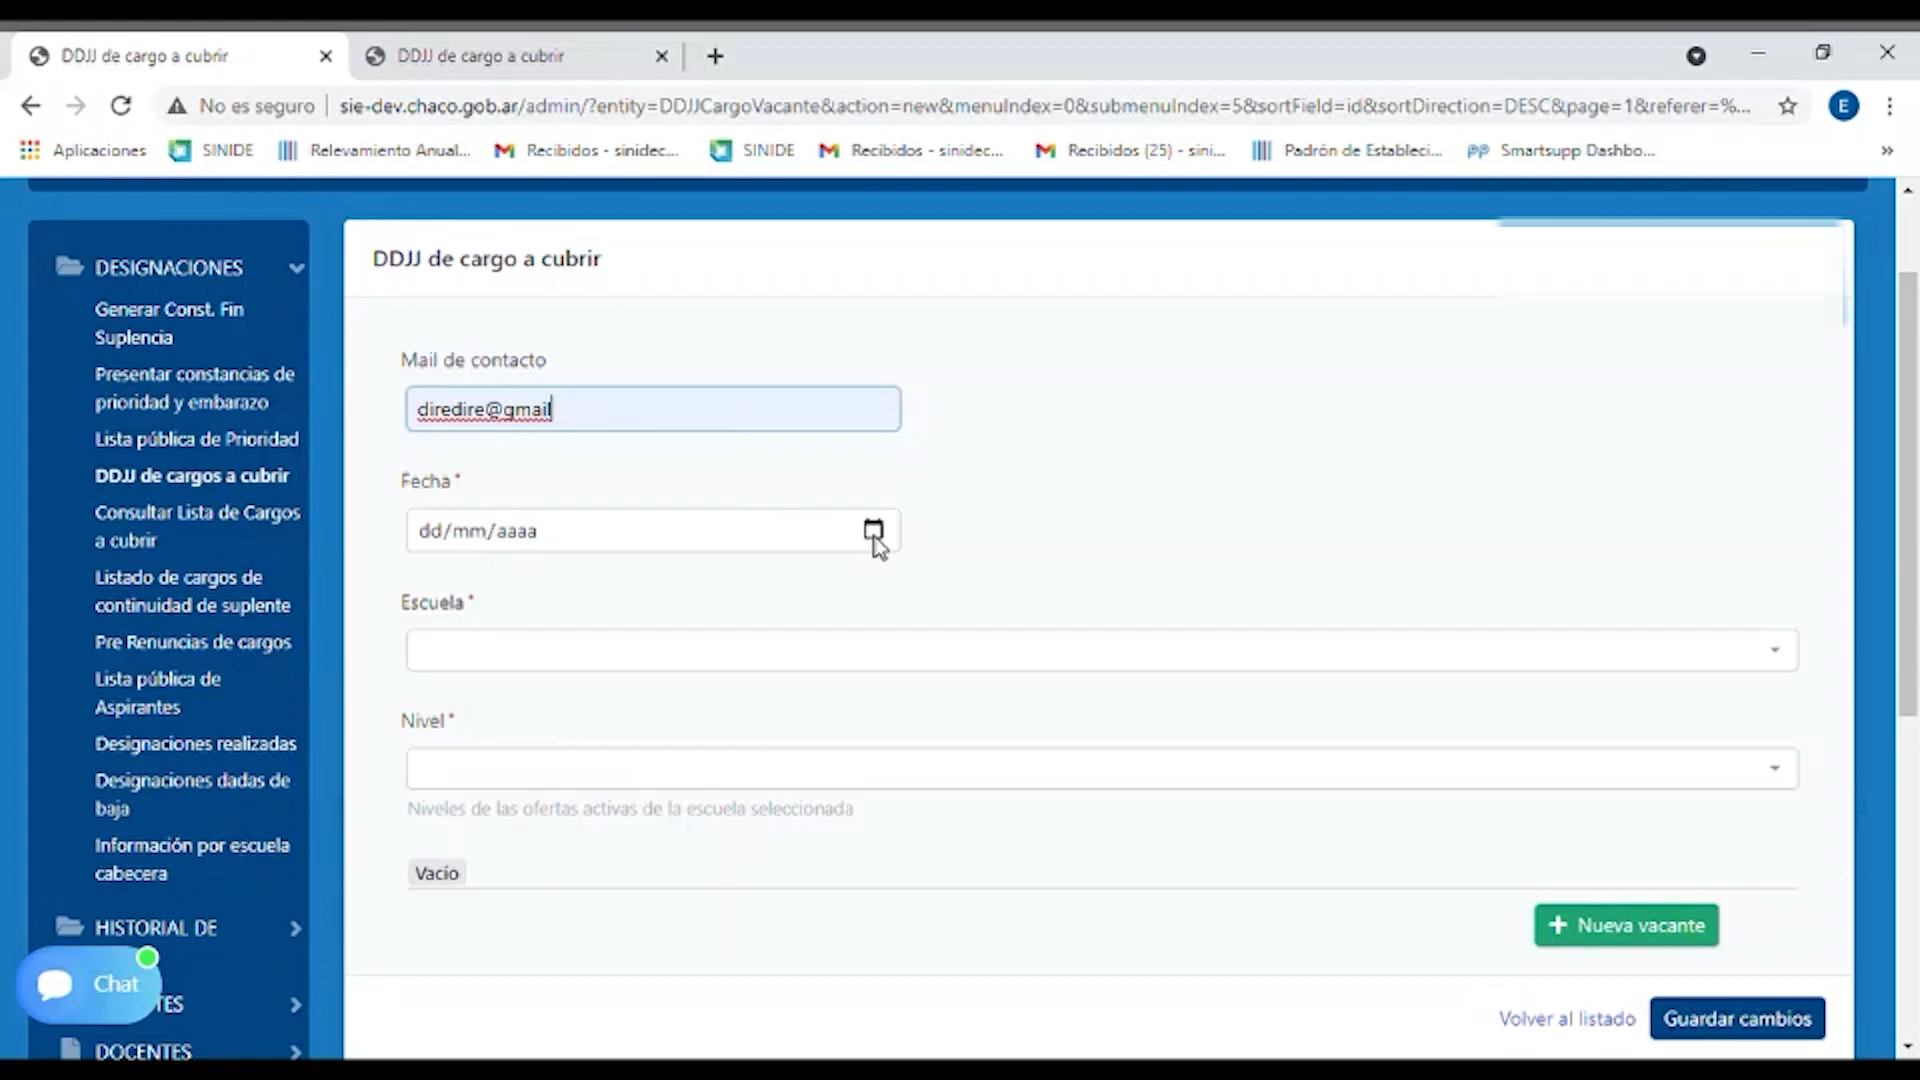 DDJJ de cargo a cubrir
DDJJ de cargo a cubrir
No es seguro
sie-dev.chaco.gob.ar/admin/?entity=DDJJCargoVacante&action=new&menuIndex=0&submenuIndex=5&sortField=id&sortDirection=DESC&page=1&referer=%...
E
Aplicaciones
SINIDE
Relevamiento Anual...
Recibidos - sinidec...
SINIDE
Recibidos - sinidec...
Recibidos (25) - sini...
Padrón de Estableci...
Smartsupp Dashbo...
DESIGNACIONES
Generar Const. Fin
Suplencia
Presentar constancias de
prioridad y embarazo
Lista pública de Prioridad
DDJJ de cargos a cubrir
Consultar Lista de Cargos
a cubrir
Listado de cargos de
continuidad de suplente
Pre Renuncias de cargos
Lista pública de
Aspirantes
Designaciones realizadas
Designaciones dadas de
baja
Información por escuela
cabecera
HISTORIAL DE
Chat
TES
DOCENTES
DDJJ de cargo a cubrir
Mail de contacto
diredire@gmail
Fecha *
dd/mm/aaaa
Escuela *
Nivel *
Niveles de las ofertas activas de la escuela seleccionada
Vacío
+ Nueva vacante
Volver al listado
Guardar cambios